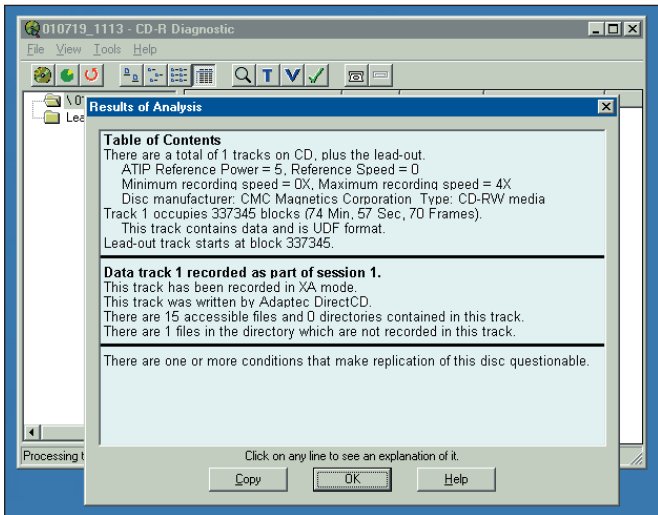 010719_1113 - CD-R Diagnostic
File View Tools Help
T V
\ 0
Lea
Results of Analysis
Table of Contents
There are a total of 1 tracks on CD, plus the lead-out.
ATIP Reference Power = 5, Reference Speed = 0
Minimum recording speed = 0X, Maximum recording speed = 4X
Disc manufacturer: CMC Magnetics Corporation Type: CD-RW media
Track 1 occupies 337345 blocks (74 Min, 57 Sec, 70 Frames).
This track contains data and is UDF format.
Lead-out track starts at block 337345.
Data track 1 recorded as part of session 1.
This track has been recorded in XA mode.
This track was written by Adaptec DirectCD.
There are 15 accessible files and 0 directories contained in this track.
There are 1 files in the directory which are not recorded in this track.
There are one or more conditions that make replication of this disc questionable.
Click on any line to see an explanation of it.
Processing t
Copy OK Help